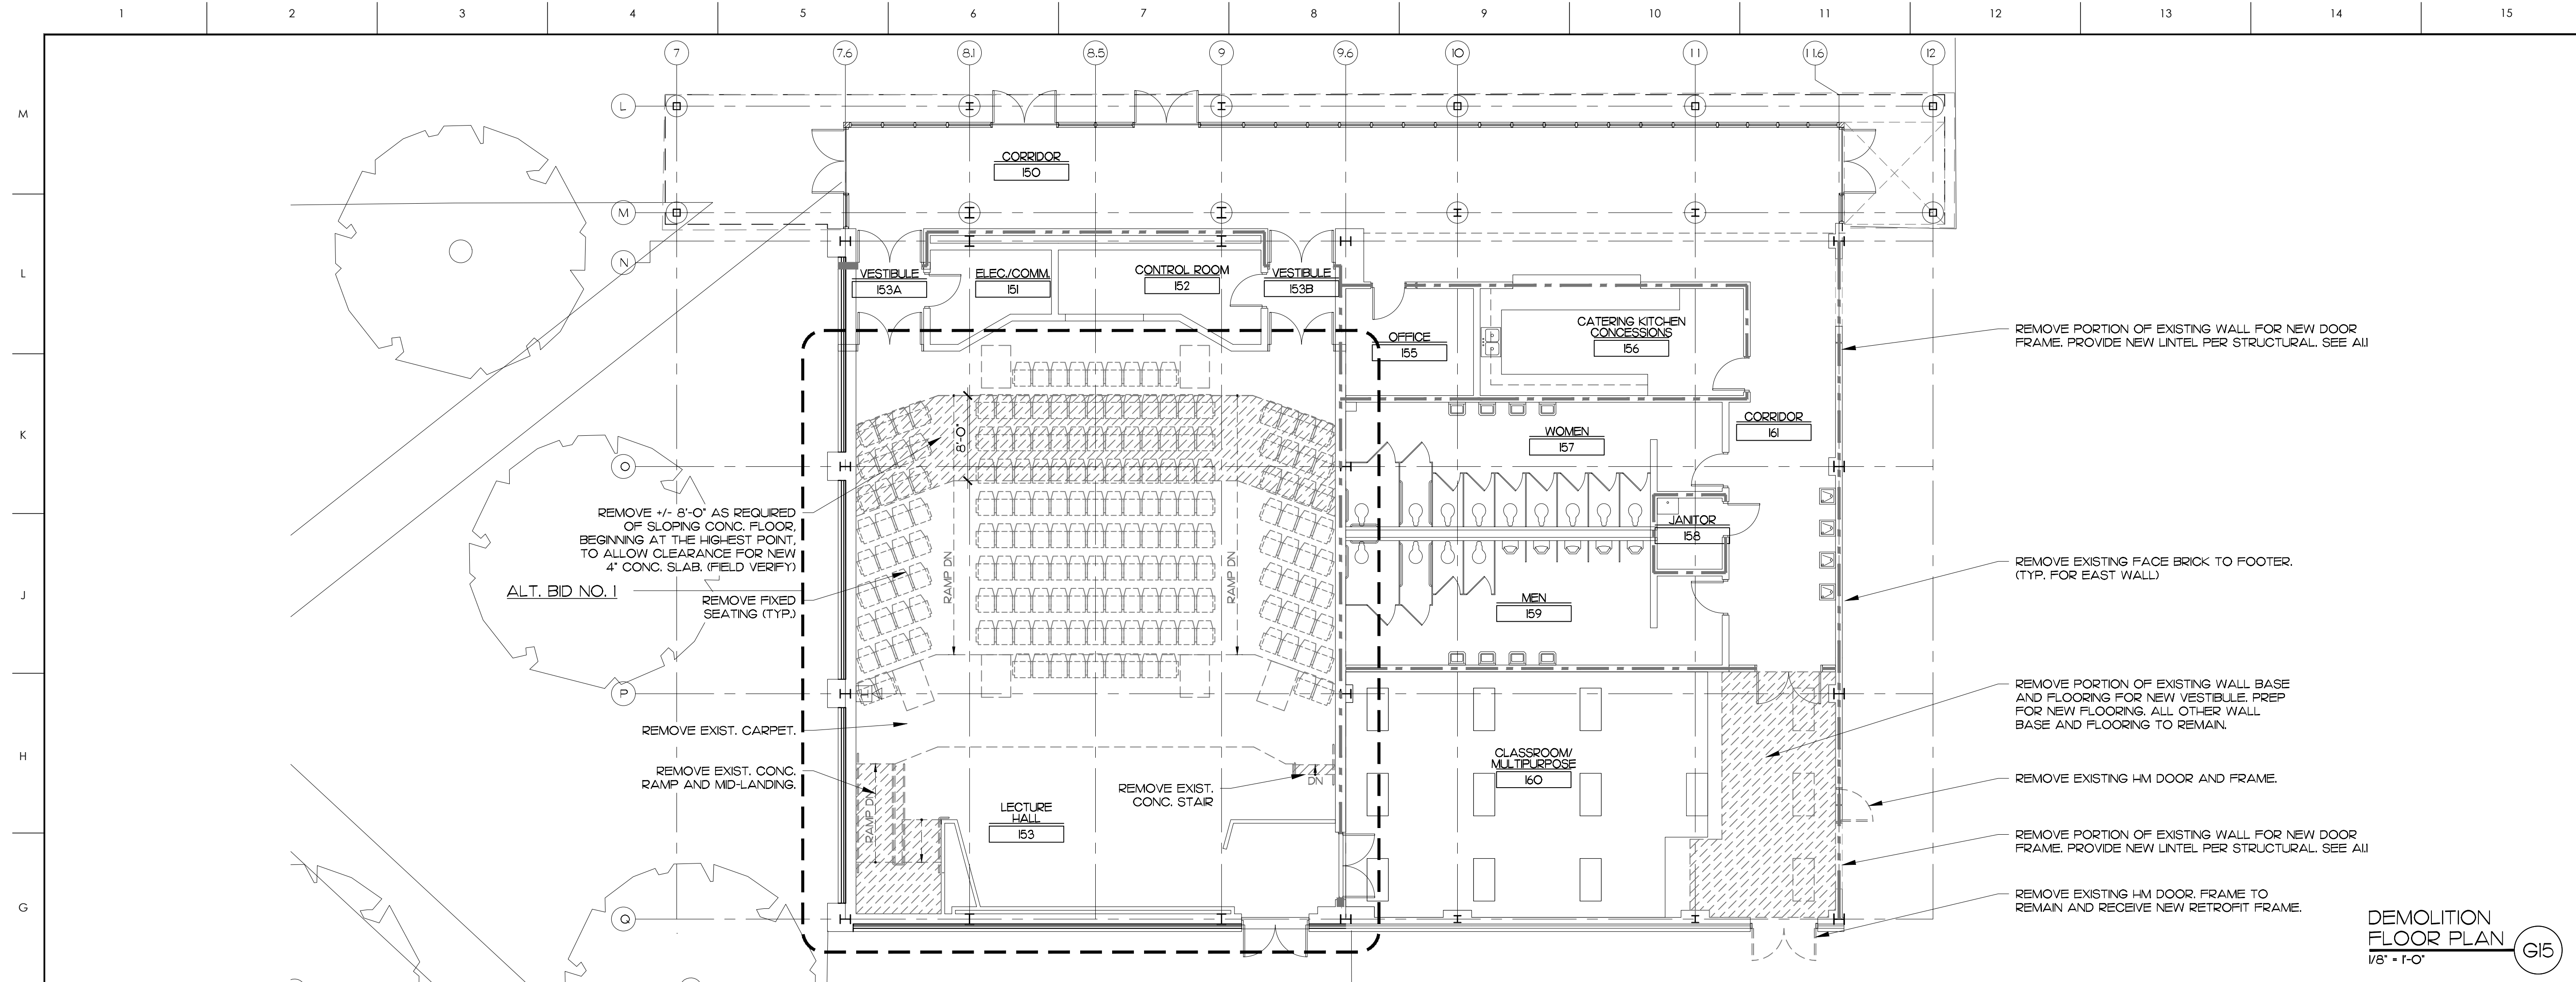 1 2 3 4 5 6 7 8 9 10 11 12 13 14 15
7 7.6 8.1 8.5 9 9.6 10 11 11.6 12
M
L
K
J
H
G
L
M
N
O
P
Q
CORRIDOR
150
VESTIBULE
153A
ELEC./COMM.
151
CONTROL ROOM
152
VESTIBULE
153B
OFFICE
155
CATERING KITCHEN
CONCESSIONS
156
WOMEN
157
CORRIDOR
161
JANITOR
158
MEN
159
CLASSROOM/
MULTIPURPOSE
160
LECTURE
HALL
153
8'-0"
RAMP DN
RAMP DN
RAMP DN
DN
REMOVE +/- 8'-0" AS REQUIRED
OF SLOPING CONC. FLOOR,
BEGINNING AT THE HIGHEST POINT,
TO ALLOW CLEARANCE FOR NEW
4" CONC. SLAB. (FIELD VERIFY)
ALT. BID NO. 1
REMOVE FIXED
SEATING (TYP.)
REMOVE EXIST. CARPET.
REMOVE EXIST. CONC.
RAMP AND MID-LANDING.
REMOVE EXIST.
CONC. STAIR
REMOVE PORTION OF EXISTING WALL FOR NEW DOOR
FRAME. PROVIDE NEW LINTEL PER STRUCTURAL. SEE A1.1
REMOVE EXISTING FACE BRICK TO FOOTER.
(TYP. FOR EAST WALL)
REMOVE PORTION OF EXISTING WALL BASE
AND FLOORING FOR NEW VESTIBULE. PREP
FOR NEW FLOORING. ALL OTHER WALL
BASE AND FLOORING TO REMAIN.
REMOVE EXISTING HM DOOR AND FRAME.
REMOVE PORTION OF EXISTING WALL FOR NEW DOOR
FRAME. PROVIDE NEW LINTEL PER STRUCTURAL. SEE A1.1
REMOVE EXISTING HM DOOR. FRAME TO
REMAIN AND RECEIVE NEW RETROFIT FRAME.
DEMOLITION
FLOOR PLAN
1/8" = 1'-0"
G15